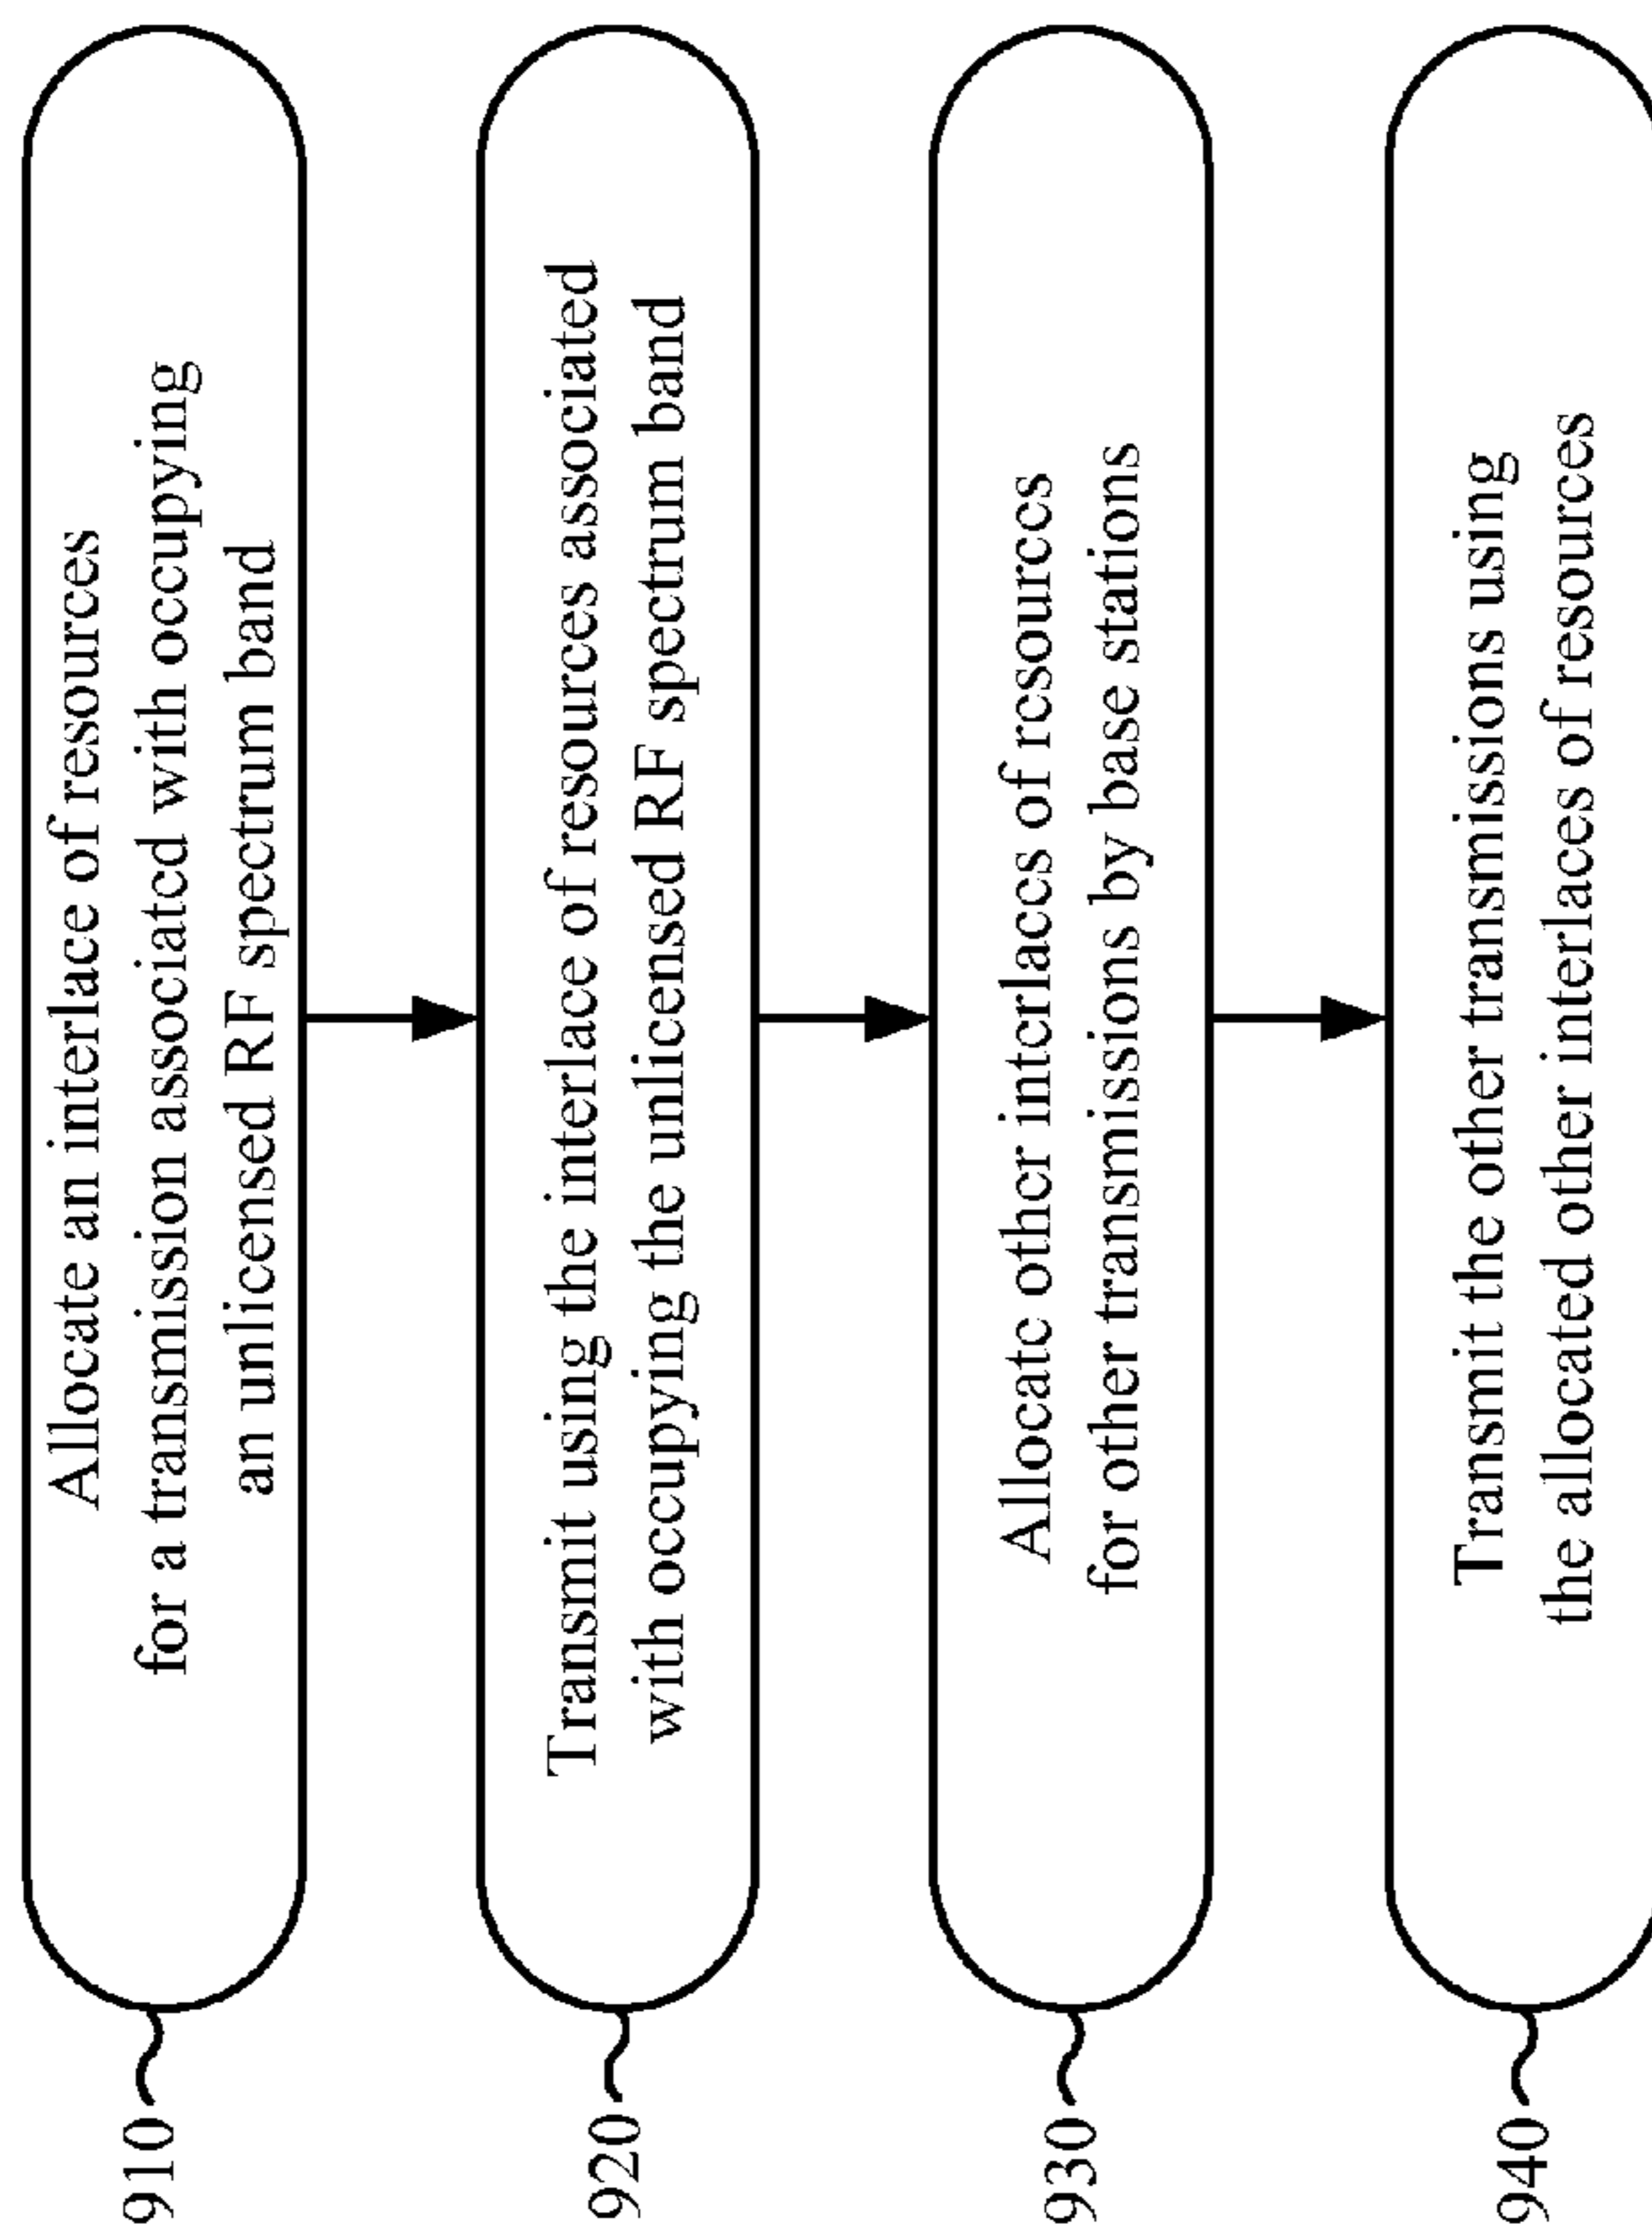 910
Allocate an interlace of resources
for a transmission associated with occupying
an unlicensed RF spectrum band
920
Transmit using the interlace of resources associated
with occupying the unlicensed RF spectrum band
930
Allocate other interlaces of resources
for other transmissions by base stations
940
Transmit the other transmissions using
the allocated other interlaces of resources